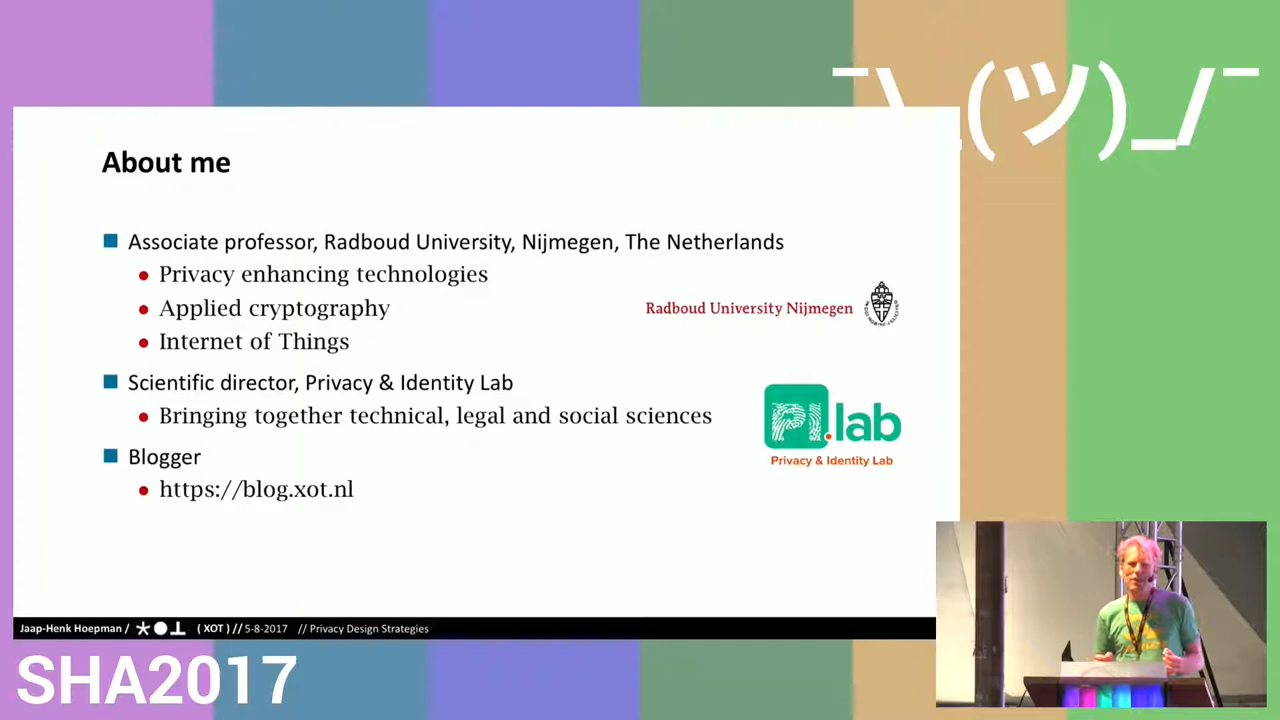 ¯\_(ツ)_/¯
About me
Associate professor, Radboud University, Nijmegen, The Netherlands
Privacy enhancing technologies
Applied cryptography
Radboud University Nijmegen
Internet of Things
Scientific director, Privacy & Identity Lab
Bringing together technical, legal and social sciences
PI.lab
Privacy & Identity Lab
Blogger
https://blog.xot.nl
Jaap-Henk Hoepman / ( XOT ) // 5-8-2017 // Privacy Design Strategies
SHA2017